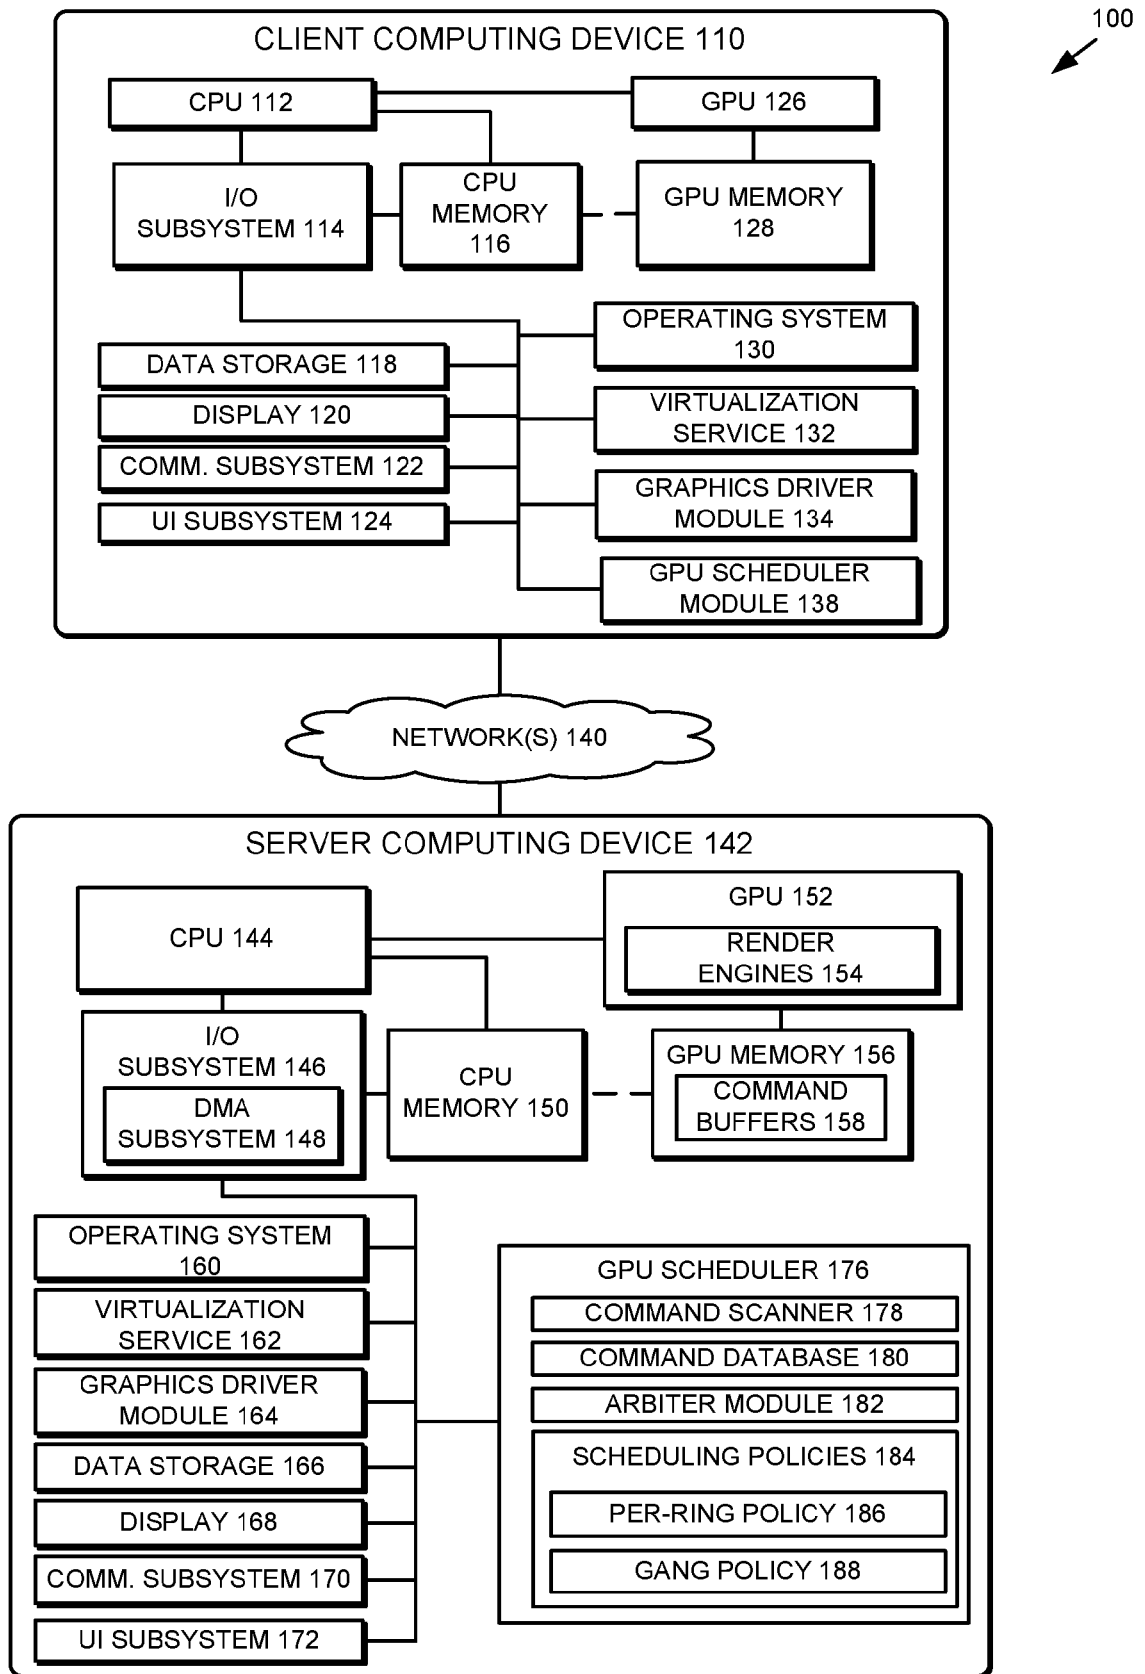 100
CLIENT COMPUTING DEVICE 110
CPU 112
GPU 126
I/O
SUBSYSTEM 114
CPU
MEMORY
116
GPU MEMORY
128
OPERATING SYSTEM
130
DATA STORAGE 118
DISPLAY 120
COMM. SUBSYSTEM 122
UI SUBSYSTEM 124
VIRTUALIZATION
SERVICE 132
GRAPHICS DRIVER
MODULE 134
GPU SCHEDULER
MODULE 138
NETWORK(S) 140
SERVER COMPUTING DEVICE 142
CPU 144
GPU 152
RENDER
ENGINES 154
I/O
SUBSYSTEM 146
DMA
SUBSYSTEM 148
CPU
MEMORY 150
GPU MEMORY 156
COMMAND
BUFFERS 158
OPERATING SYSTEM
160
VIRTUALIZATION
SERVICE 162
GRAPHICS DRIVER
MODULE 164
DATA STORAGE 166
DISPLAY 168
COMM. SUBSYSTEM 170
UI SUBSYSTEM 172
GPU SCHEDULER 176
COMMAND SCANNER 178
COMMAND DATABASE 180
ARBITER MODULE 182
SCHEDULING POLICIES 184
PER-RING POLICY 186
GANG POLICY 188